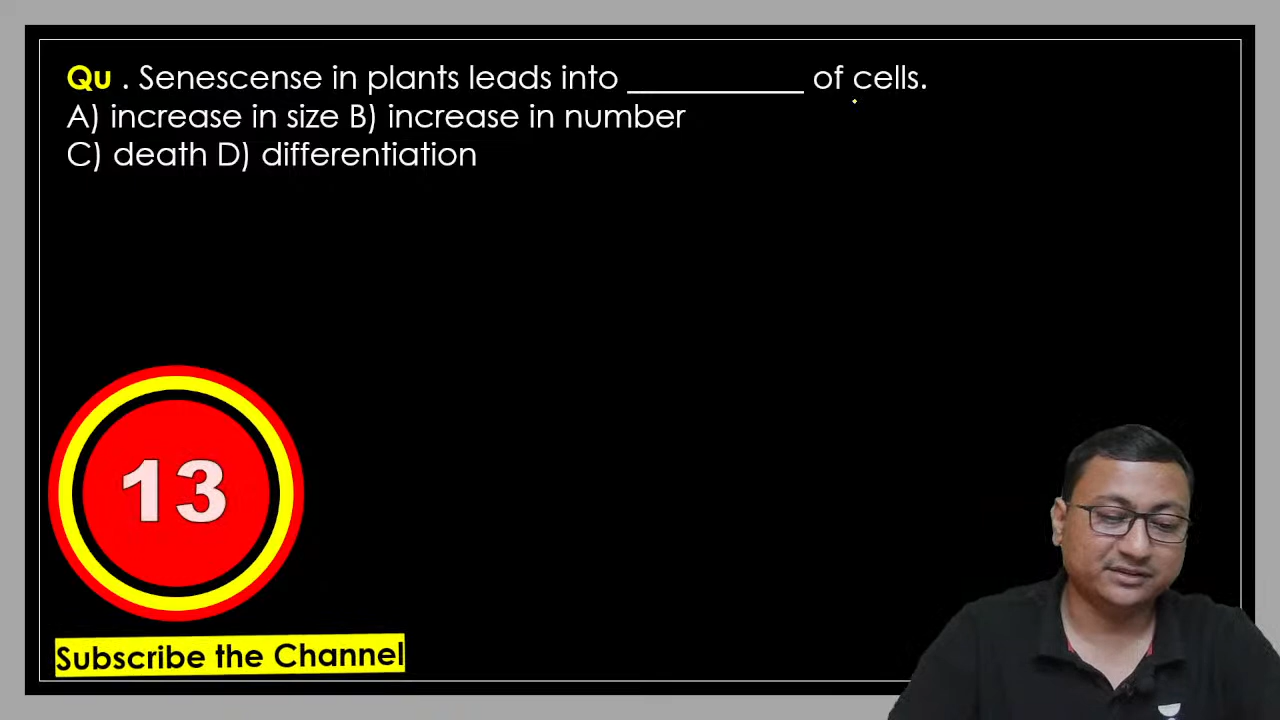 Qu . Senescense in plants leads into ___________ of cells.
A) increase in size B) increase in number
C) death D) differentiation
13
Subscribe the Channel